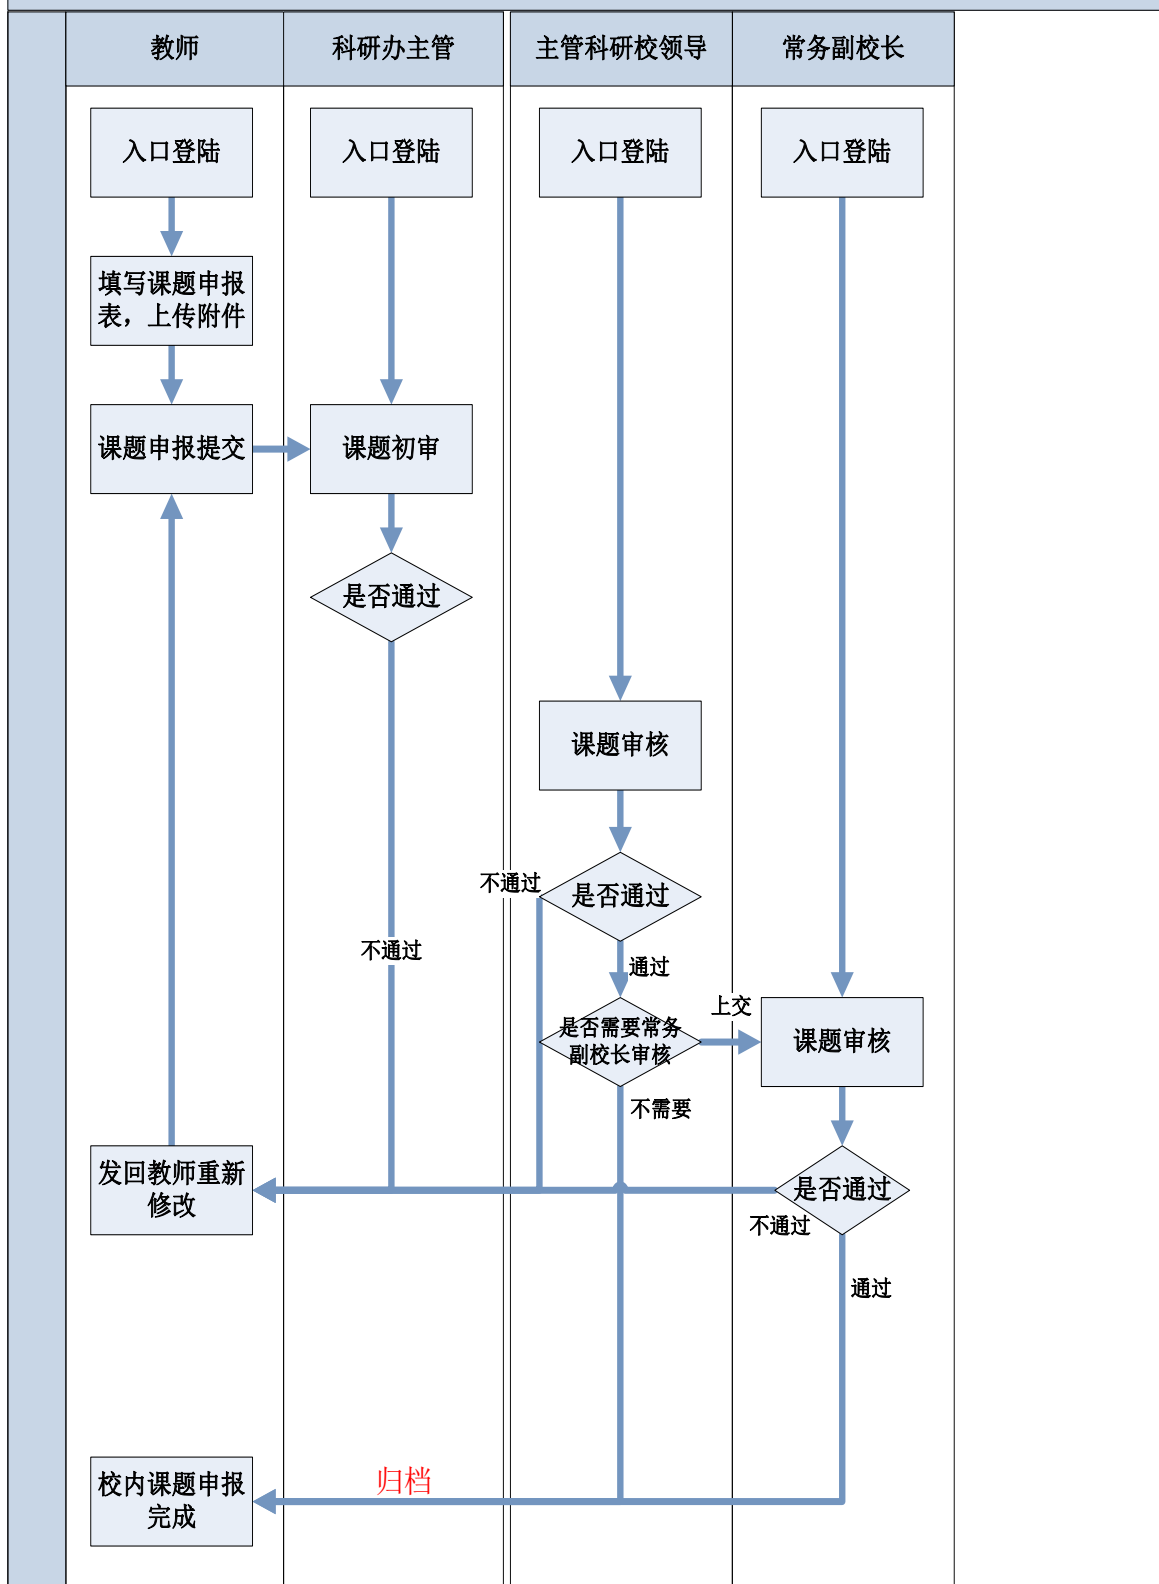 教师
科研办主管
主管科研校领导
常务副校长
入口登陆
入口登陆
入口登陆
入口登陆
填写课题申报
表，上传附件
课题申报提交
课题初审
是否通过
课题审核
不通过
是否通过
不通过
通过
上交
是否需要常务
副校长审核
课题审核
不需要
发回教师重新
修改
是否通过
不通过
通过
归档
校内课题申报
完成